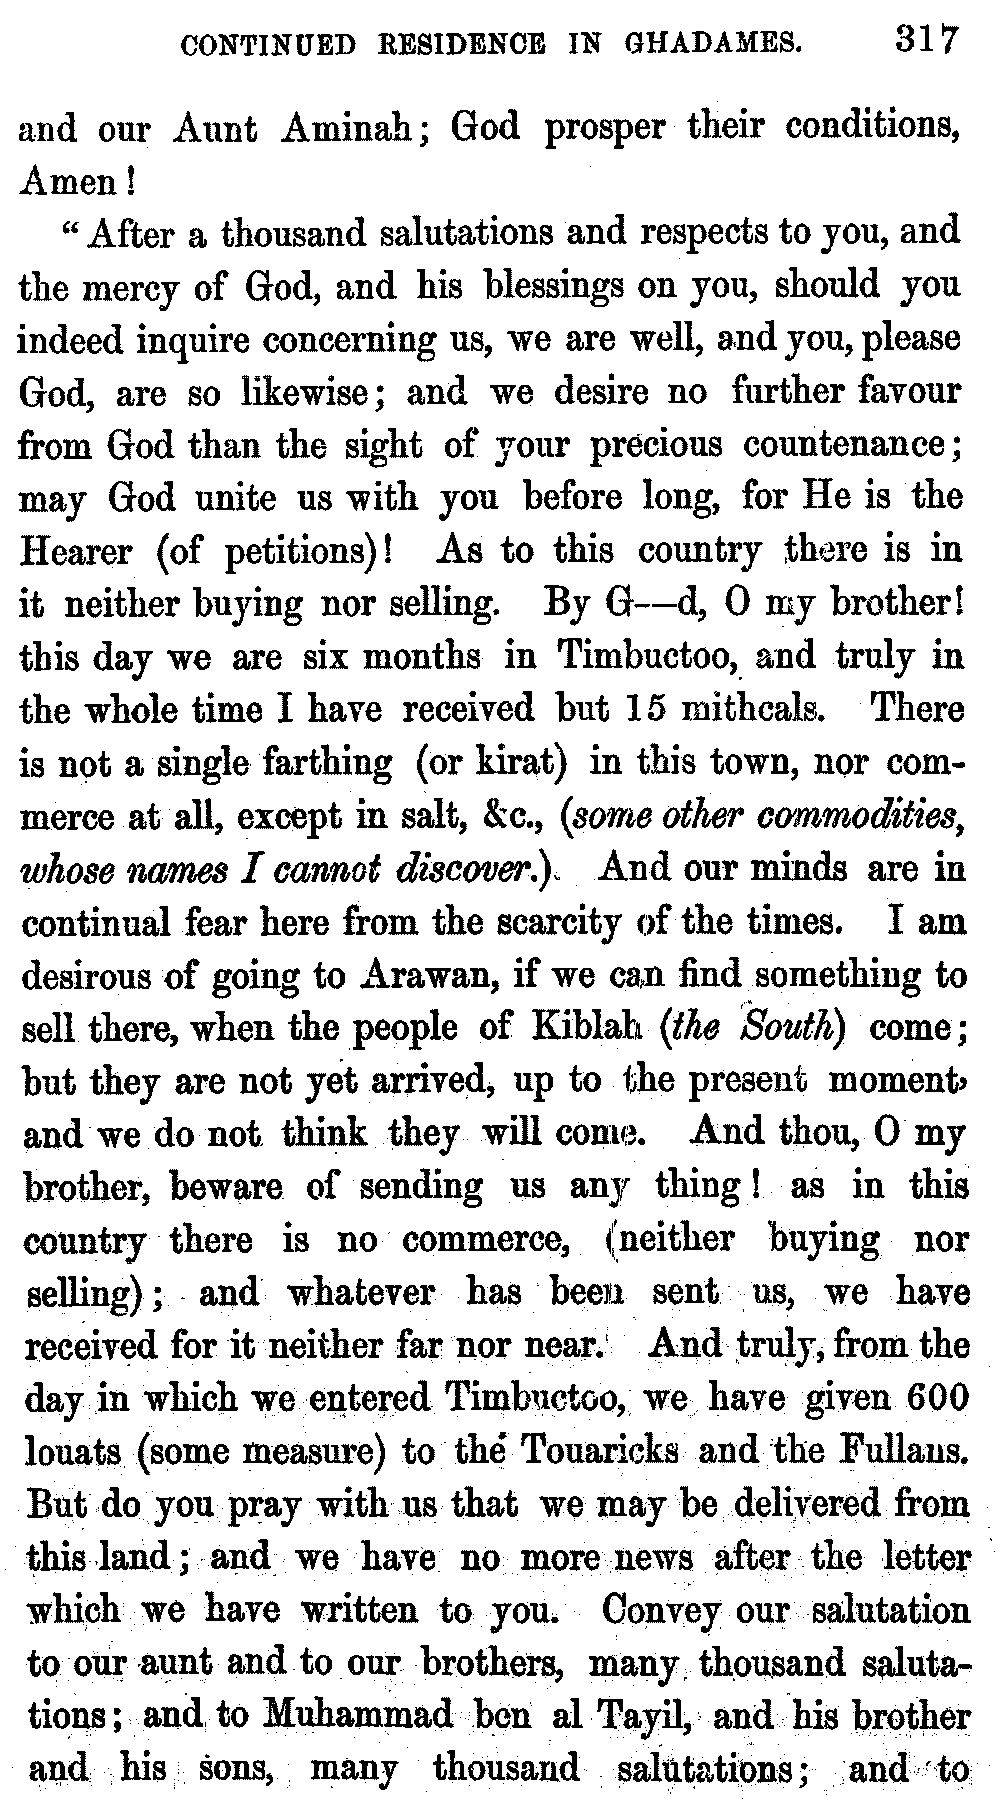 CONTINUED RESIDENCE IN GHADAMES. 317
and our Aunt Aminah; God prosper their conditions,
Amen!
“After a thousand salutations and respects to you, and
the mercy of God, and his blessings on you, should you
indeed inquire concerning us, we are well, and you, please
God, are so likewise; and we desire no further favour
from God than the sight of your precious countenance;
may God unite us with you before long, for He is the
Hearer (of petitions)! As to this country there is in
it neither buying nor selling. By G--d, O my brother!
this day we are six months in Timbuctoo, and truly in
the whole time I have received but 15 mithcals. There
is not a single farthing (or kirat) in this town, nor com-
merce at all, except in salt, &c., (some other commodities,
whose names I cannot discover.). And our minds are in
continual fear here from the scarcity of the times. I am
desirous of going to Arawan, if we can find something to
sell there, when the people of Kiblah (the South) come;
but they are not yet arrived, up to the present moment,
and we do not think they will come. And thou, O my
brother, beware of sending us any thing! as in this
country there is no commerce, (neither buying nor
selling); and whatever has been sent us, we have
received for it neither far nor near. And truly, from the
day in which we entered Timbuctoo, we have given 600
louats (some measure) to the Touaricks and the Fullans.
But do you pray with us that we may be delivered from
this land; and we have no more news after the letter
which we have written to you. Convey our salutation
to our aunt and to our brothers, many thousand saluta-
tions; and to Muhammad ben al Tayil, and his brother
and his sons, many thousand salutations; and to